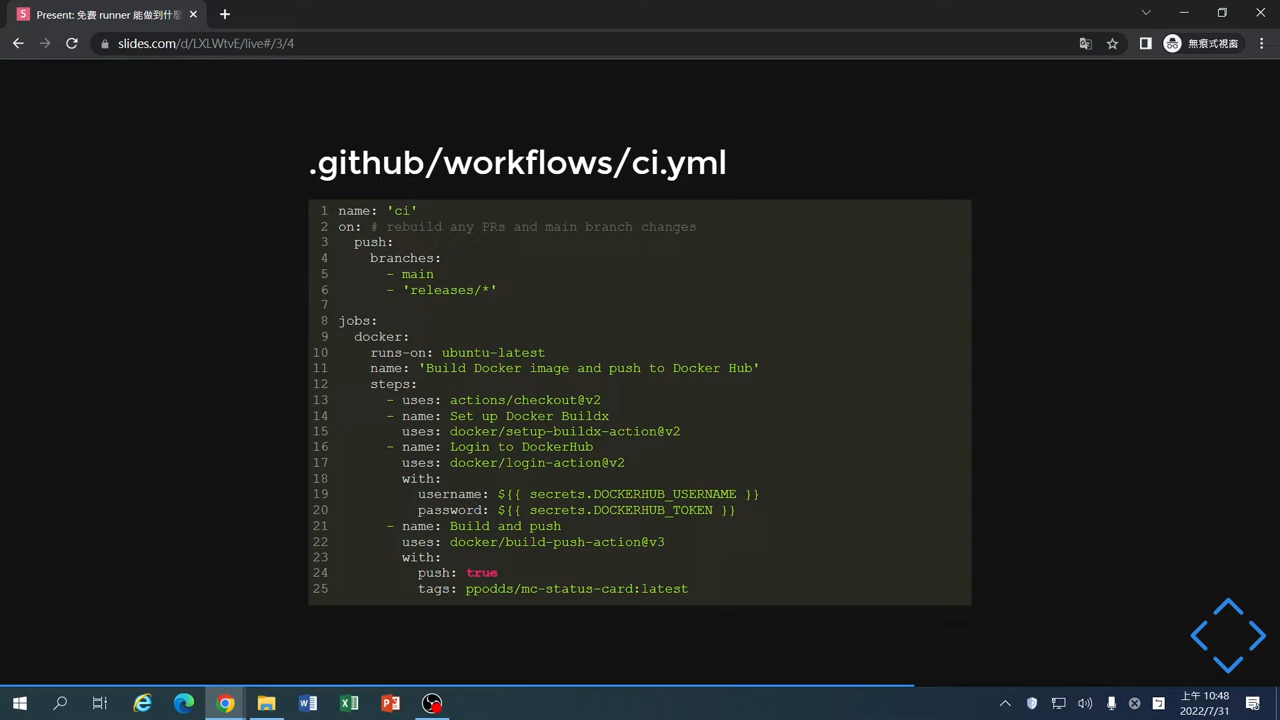 Present: 免費 runner 能做到什
slides.com/d/LXLWtvE/live#/3/4
無痕式視窗
.github/workflows/ci.yml
1 name: 'ci'
2 on: # rebuild any PRs and main branch changes
3 push:
4 branches:
5 - main
6 - 'releases/*'
7
8 jobs:
9 docker:
10 runs-on: ubuntu-latest
11 name: 'Build Docker image and push to Docker Hub'
12 steps:
13 - uses: actions/checkout@v2
14 - name: Set up Docker Buildx
15 uses: docker/setup-buildx-action@v2
16 - name: Login to DockerHub
17 uses: docker/login-action@v2
18 with:
19 username: ${{ secrets.DOCKERHUB_USERNAME }}
20 password: ${{ secrets.DOCKERHUB_TOKEN }}
21 - name: Build and push
22 uses: docker/build-push-action@v3
23 with:
24 push: true
25 tags: ppodds/mc-status-card:latest
上午 10:48
2022/7/31